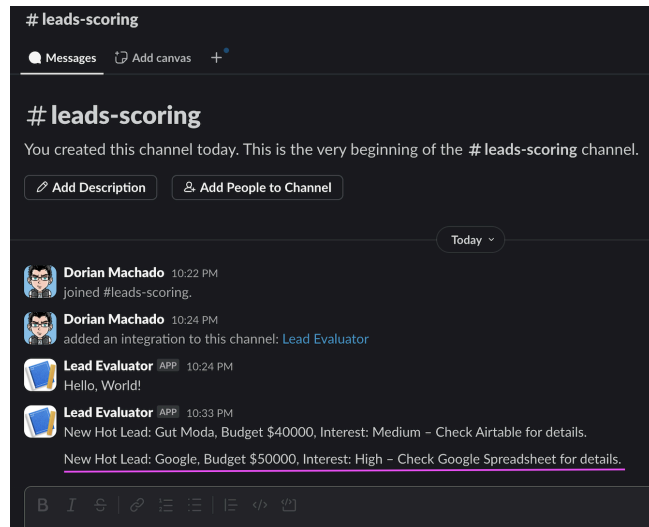 # leads-scoring
Messages Add canvas +
# leads-scoring
You created this channel today. This is the very beginning of the # leads-scoring channel.
Add Description Add People to Channel
Today
Dorian Machado 10:22 PM
joined #leads-scoring.
Dorian Machado 10:24 PM
added an integration to this channel: Lead Evaluator
Lead Evaluator APP 10:24 PM
Hello, World!
Lead Evaluator APP 10:33 PM
New Hot Lead: Gut Moda, Budget $40000, Interest: Medium – Check Airtable for details.
New Hot Lead: Google, Budget $50000, Interest: High – Check Google Spreadsheet for details.
B I S